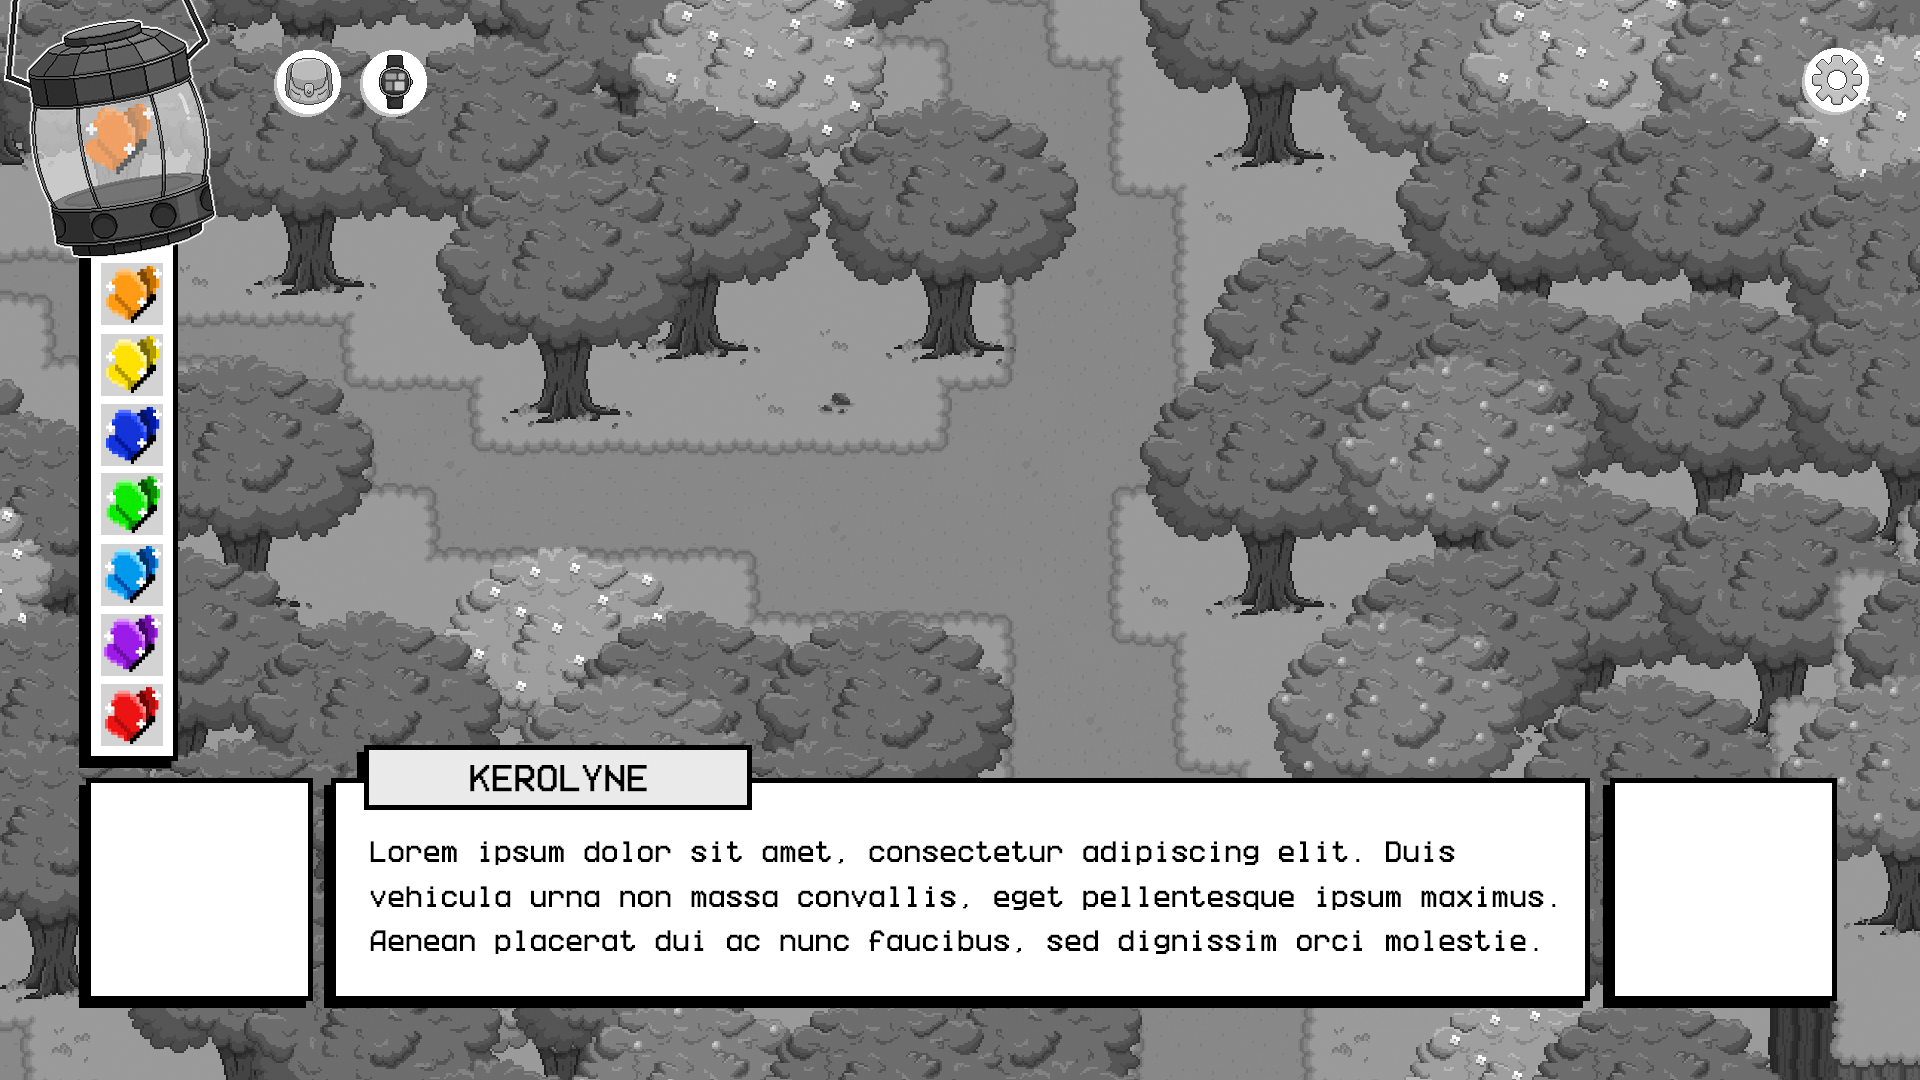 KEROLYNE
Lorem ipsum dolor sit amet, consectetur adipiscing elit. Duis
vehicula urna non massa convallis, eget pellentesque ipsum maximus.
Aenean placerat dui ac nunc faucibus, sed dignissim orci molestie.